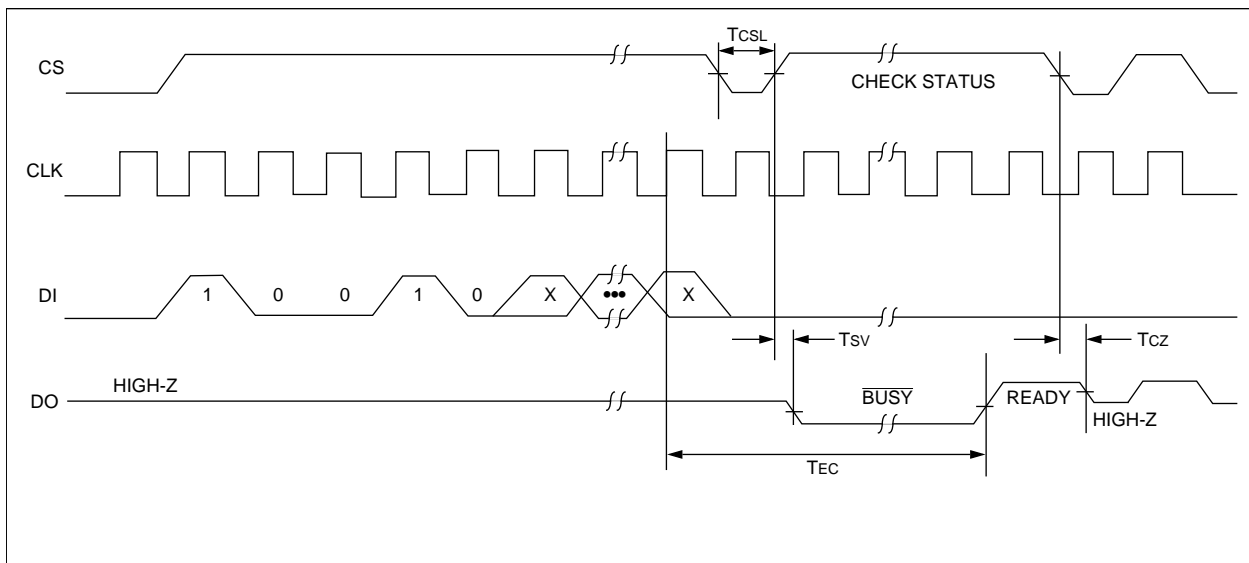 TCSL
CS
CHECK STATUS
CLK
DI
1 0 0 1 0 X ••• X
TSV
TCZ
HIGH-Z
DO
BUSY
READY
HIGH-Z
TEC